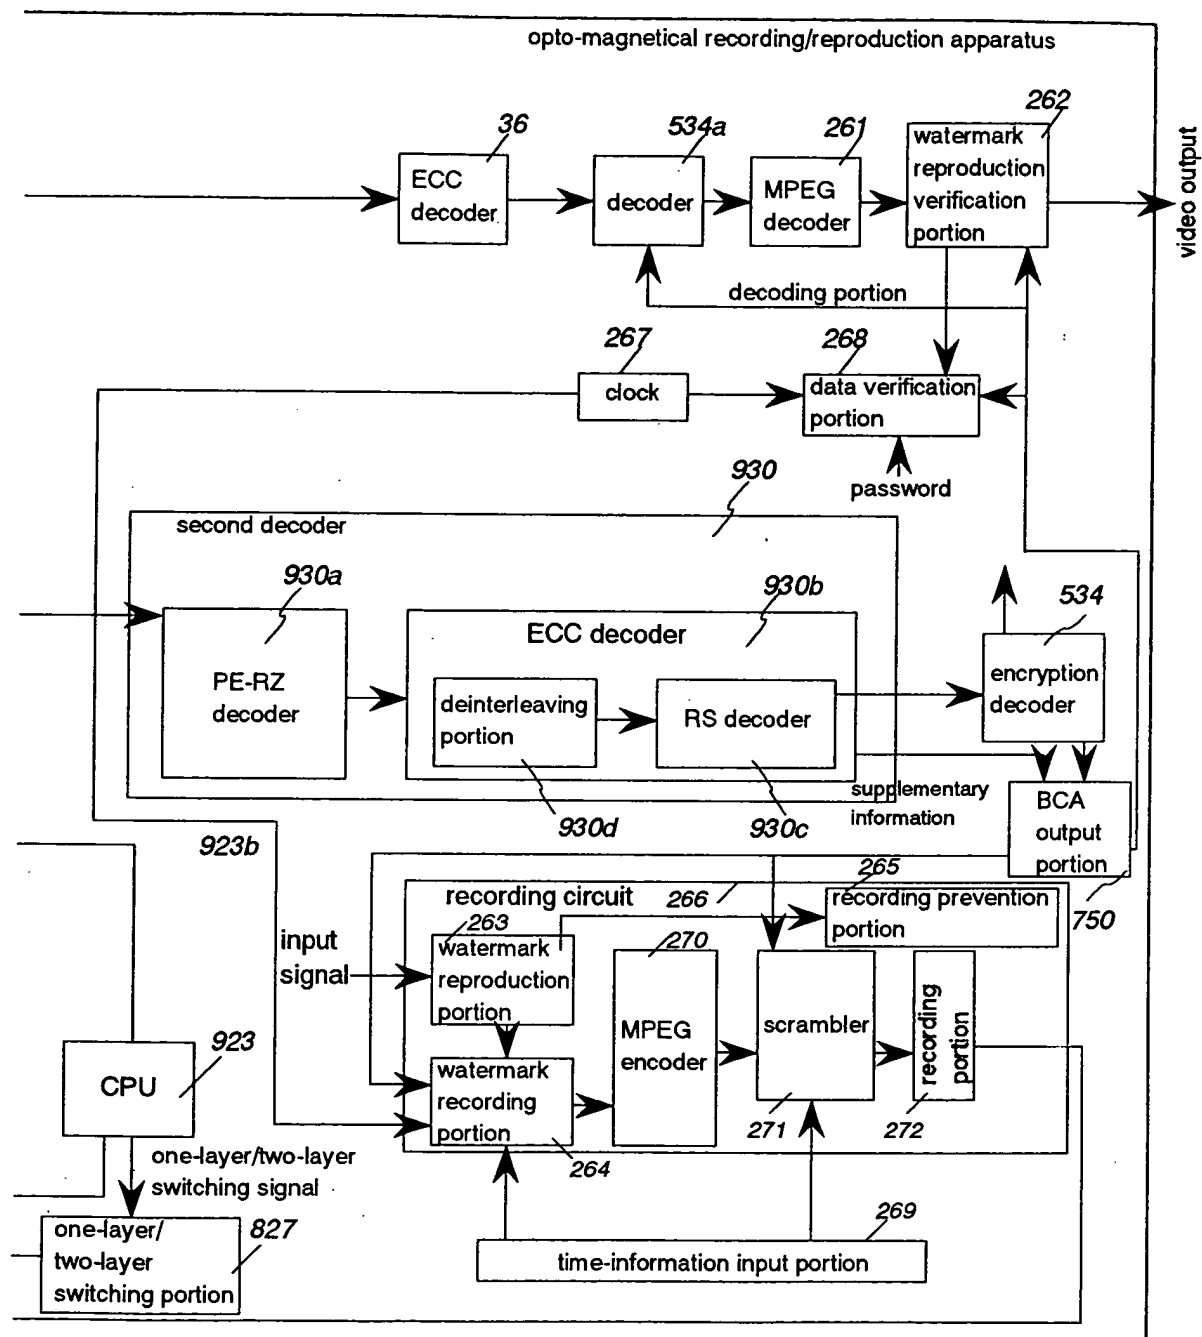 opto-magnetical recording/reproduction apparatus
36
534a
261
262
ECC
decoder
decoder
MPEG
decoder
watermark
reproduction
verification
portion
video output
decoding portion
267
268
clock
data verification
portion
password
930
second decoder
930a
930b
534
PE-RZ
decoder
ECC decoder
deinterleaving
portion
RS decoder
encryption
decoder
930d
930c
supplementary
information
BCA
output
portion
750
923b
recording circuit
266
265
recording prevention
portion
input
signal
263
watermark
reproduction
portion
270
MPEG
encoder
scrambler
271
recording
portion
272
watermark
recording
portion
264
CPU
923
one-layer/two-layer
switching signal
one-layer/
two-layer
switching portion
827
269
time-information input portion